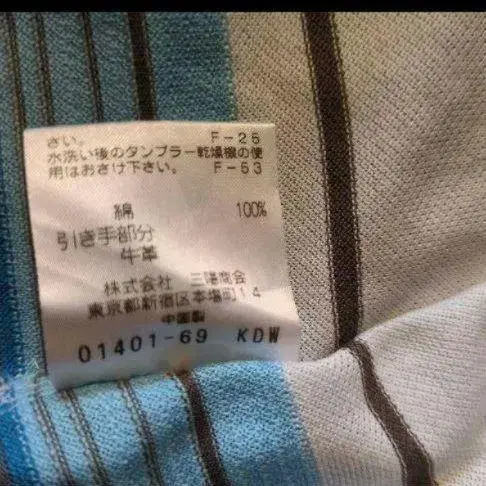 さい。 F-25
水洗い後のタンブラー乾燥機の使
用はおさけ下さい。 F-53
綿 100%
引き手部分
牛革
株式会社 三陽商会
東京都新宿区本塩町14
中国製
01401-69 KDW